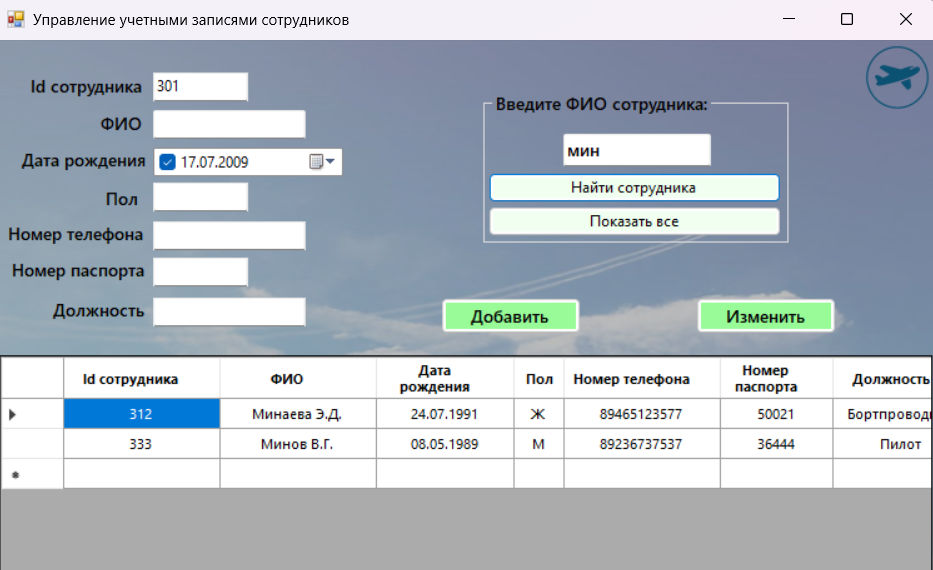 Управление учетными записями сотрудников
Id сотрудника 301
ФИО
Дата рождения 17.07.2009
Пол
Номер телефона
Номер паспорта
Должность
Введите ФИО сотрудника:
мин
Найти сотрудника
Показать все
Добавить Изменить
Id сотрудника ФИО Дата рождения Пол Номер телефона Номер паспорта Должность
312 Минаева Э.Д. 24.07.1991 Ж 89465123577 50021 Бортпровод
333 Минов В.Г. 08.05.1989 М 89236737537 36444 Пилот